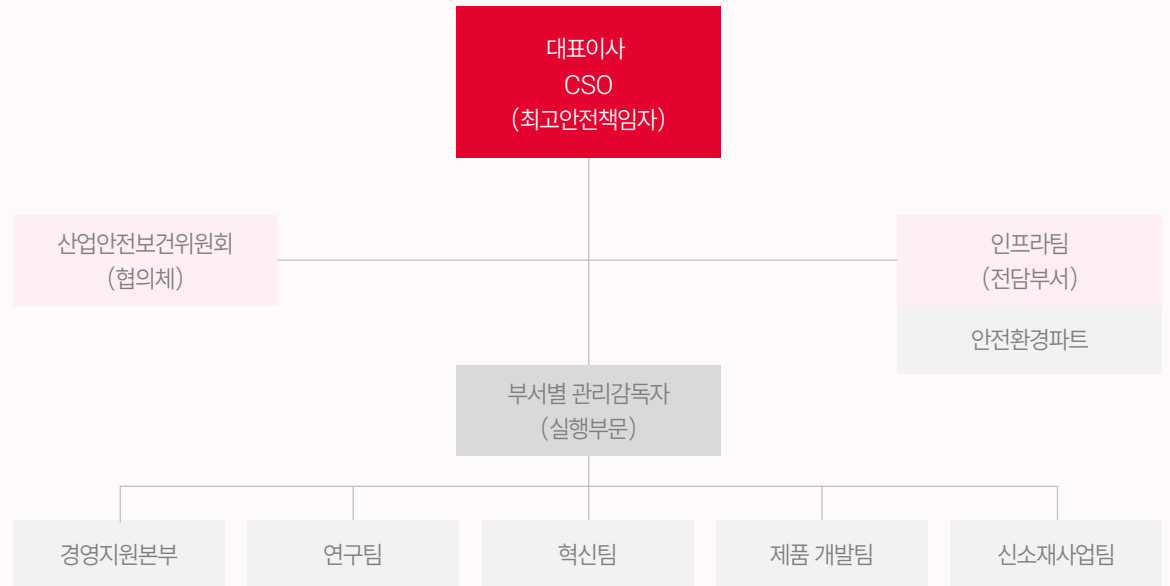 대표이사
CSO
(최고안전책임자)
산업안전보건위원회
(협의체)
인프라팀
(전담부서)
안전환경파트
부서별 관리감독자
(실행부문)
경영지원본부
연구팀
혁신팀
제품 개발팀
신소재사업팀